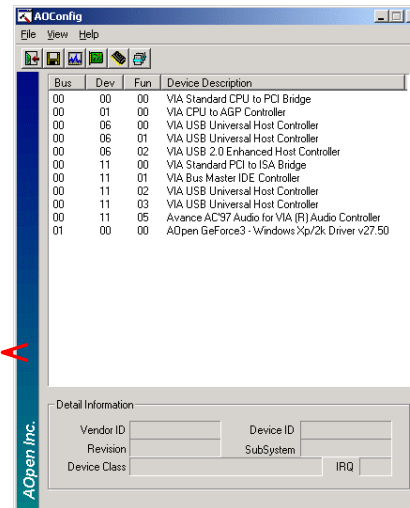 AOConfig
File View Help
Bus Dev Fun Device Description
00 00 00 VIA Standard CPU to PCI Bridge
00 01 00 VIA CPU to AGP Controller
00 06 00 VIA USB Universal Host Controller
00 06 01 VIA USB Universal Host Controller
00 06 02 VIA USB 2.0 Enhanced Host Controller
00 11 00 VIA Standard PCI to ISA Bridge
00 11 01 VIA Bus Master IDE Controller
00 11 02 VIA USB Universal Host Controller
00 11 03 VIA USB Universal Host Controller
00 11 05 Avance AC'97 Audio for VIA (R) Audio Controller
01 00 00 AOpen GeForce3 - Windows Xp/2k Driver v27.50
Detail Information
Vendor ID Device ID
Revision SubSystem
Device Class IRQ
AOpen Inc.